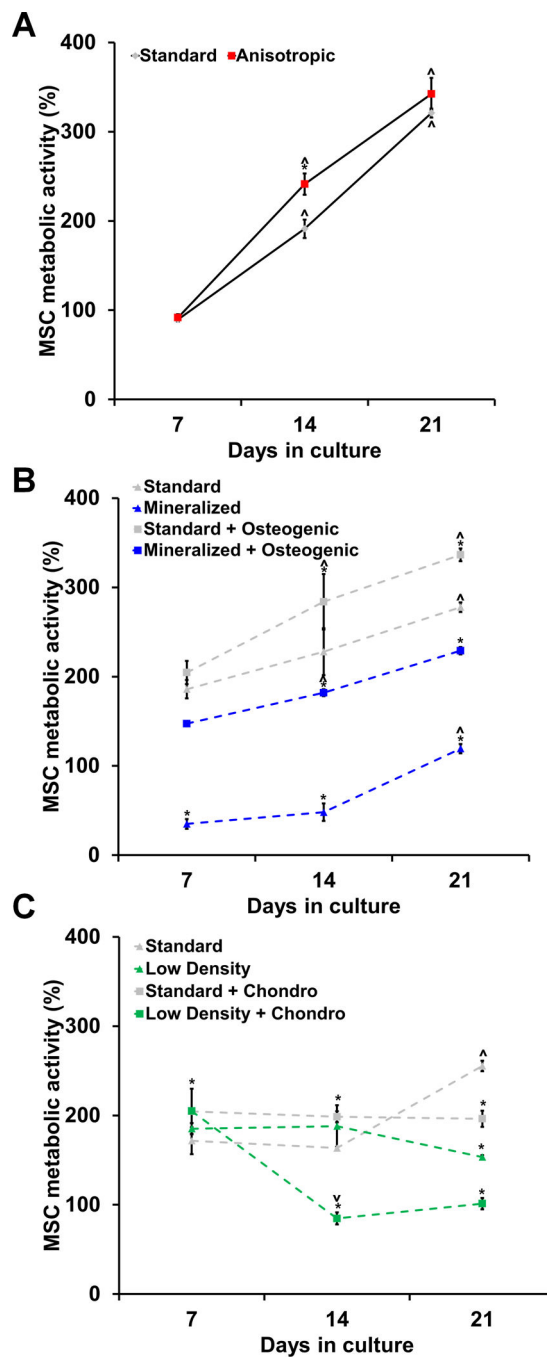 A
400
Standard Anisotropic
^
^
300
^
*
^
200
100
0
7 14 21
Days in culture
MSC metabolic activity (%)
B
Standard
Mineralized
Standard + Osteogenic
Mineralized + Osteogenic
400
^
*
^
*
300
^
*
200
^
*
^
*
100
*
*
0
7 14 21
Days in culture
MSC metabolic activity (%)
C
400
Standard
Low Density
Standard + Chondro
Low Density + Chondro
300
^
* * *
200
*
v
*
*
100
0
7 14 21
Days in culture
MSC metabolic activity (%)